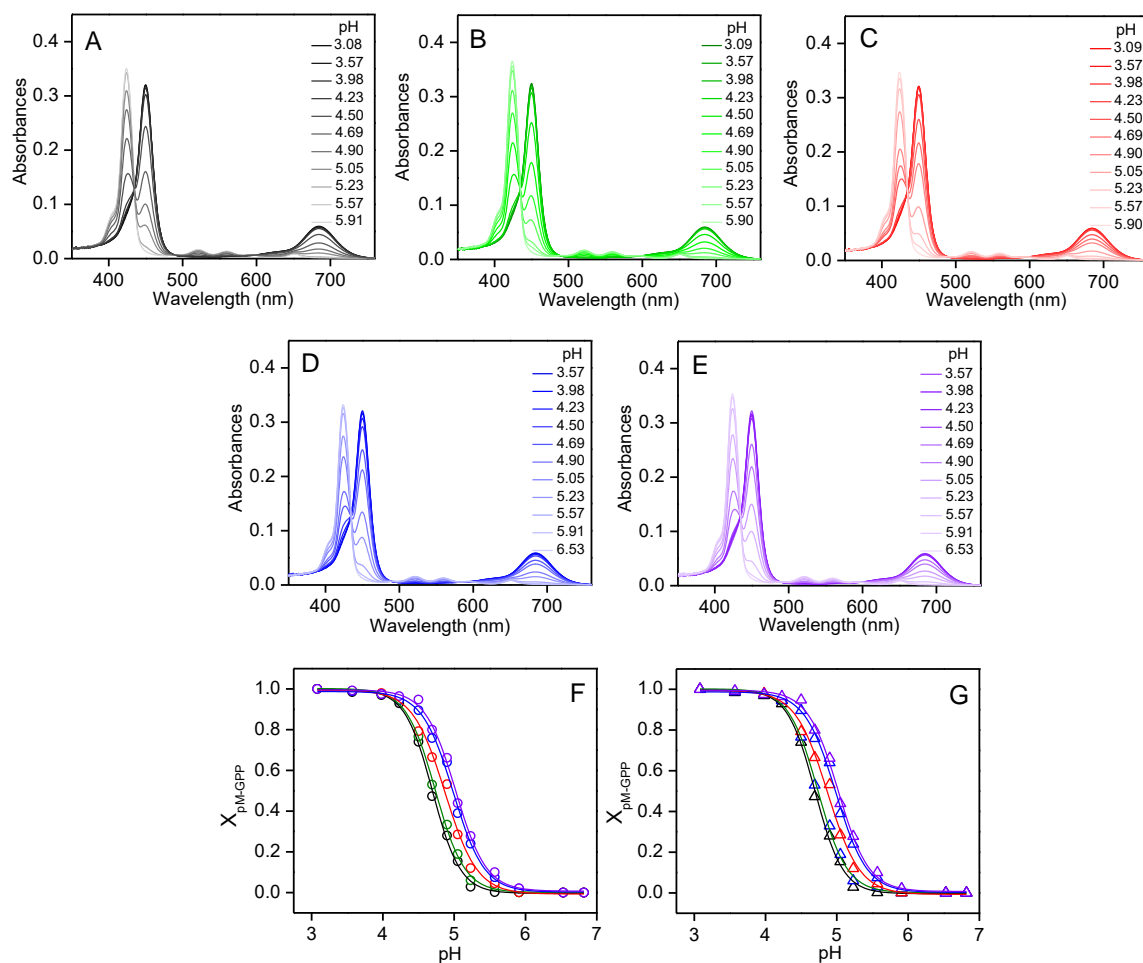 A
Absorbances
0.4
0.3
0.2
0.1
0.0
400 500 600 700
Wavelength (nm)
pH
3.08
3.57
3.98
4.23
4.50
4.69
4.90
5.05
5.23
5.57
5.91
B
Absorbances
0.4
0.3
0.2
0.1
0.0
400 500 600 700
Wavelength (nm)
pH
3.09
3.57
3.98
4.23
4.50
4.69
4.90
5.05
5.23
5.57
5.90
C
Absorbances
0.4
0.3
0.2
0.1
0.0
400 500 600 700
Wavelength (nm)
pH
3.09
3.57
3.98
4.23
4.50
4.69
4.90
5.05
5.23
5.57
5.90
D
Absorbances
0.4
0.3
0.2
0.1
0.0
400 500 600 700
Wavelength (nm)
pH
3.57
3.98
4.23
4.50
4.69
4.90
5.05
5.23
5.57
5.91
6.53
E
Absorbances
0.4
0.3
0.2
0.1
0.0
400 500 600 700
Wavelength (nm)
pH
3.57
3.98
4.23
4.50
4.69
4.90
5.05
5.23
5.57
5.91
6.53
F
XpM-GPP
1.0
0.8
0.6
0.4
0.2
0.0
3 4 5 6 7
pH
G
XpM-GPP
1.0
0.8
0.6
0.4
0.2
0.0
3 4 5 6 7
pH